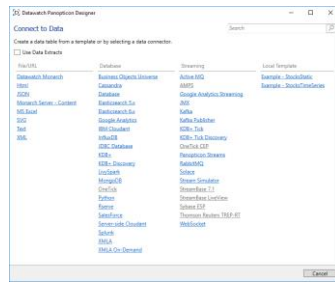 Datawatch Panopticon Designer
Connect to Data
Search
Create a data table from a template or by selecting a data connector.
Use Data Extracts
File/URL
Datawatch Monarch
Html
JSON
Monarch Server - Content
MS Excel
SVG
Text
XML
Database
Business Objects Universe
Cassandra
Database
Elasticsearch 5.x
Elasticsearch 6.x
Google Analytics
IBM Cloudant
InfluxDB
JDBC Database
KDB+
KDB+ Discovery
LivySpark
MongoDB
OneTick
Python
Rserve
Salesforce
Server-side Cloudant
Splunk
XMLA
XMLA On-Demand
Streaming
Active MQ
AMPS
Google Analytics Streaming
JMX
Kafka
Kafka Publisher
KDB+ Tick
KDB+ Tick Discovery
OneTick CEP
Panopticon Streams
RabbitMQ
Solace
Stream Simulator
StreamBase 7.1
StreamBase LiveView
Sybase ESP
Thomson Reuters TREP-RT
WebSocket
Local Template
Example - StocksStatic
Example - StocksTimeSeries
Cancel